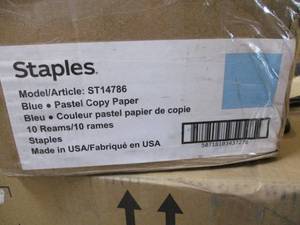 Staples.
Model/Article: ST14786
Blue ● Pastel Copy Paper
Bleu ● Couleur pastel papier de copie
10 Reams/10 rames
Staples
Made in USA/Fabriqué en USA